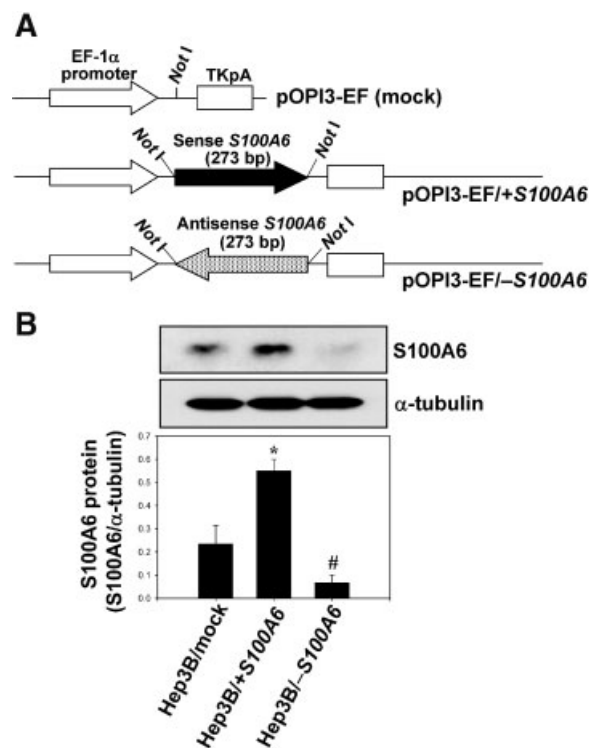 A
EF-1α
promoter
Not I
TKpA
pOPI3-EF (mock)
Not I
Sense S100A6
(273 bp)
Not I
pOPI3-EF/+S100A6
Not I
Antisense S100A6
(273 bp)
Not I
pOPI3-EF/–S100A6
B
S100A6
α-tubulin
S100A6 protein
(S100A6/α-tubulin)
0.7
0.6
0.5
0.4
0.3
0.2
0.1
0.0
*
#
Hep3B/mock
Hep3B/+S100A6
Hep3B/–S100A6